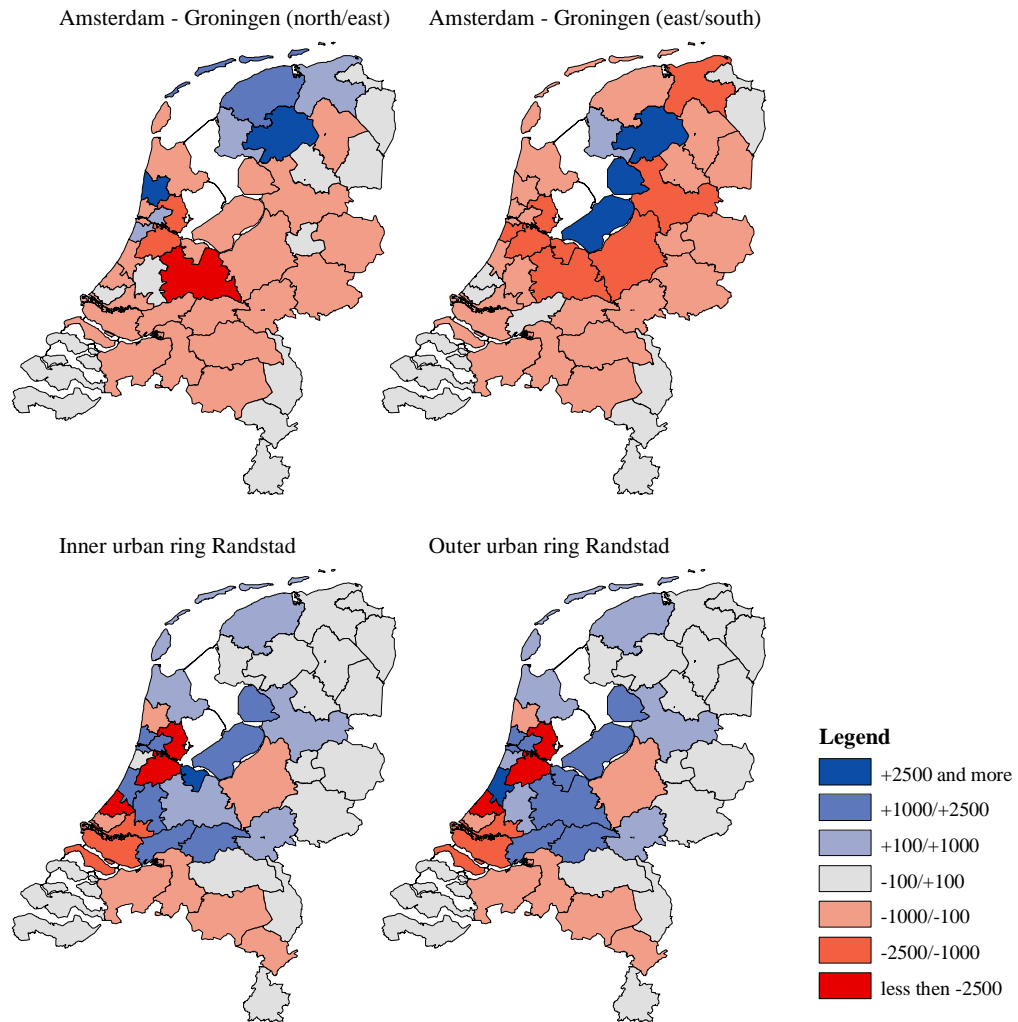 Amsterdam - Groningen (north/east)
Amsterdam - Groningen (east/south)
Inner urban ring Randstad
Outer urban ring Randstad
Legend
+2500 and more
+1000/+2500
+100/+1000
-100/+100
-1000/-100
-2500/-1000
less then -2500